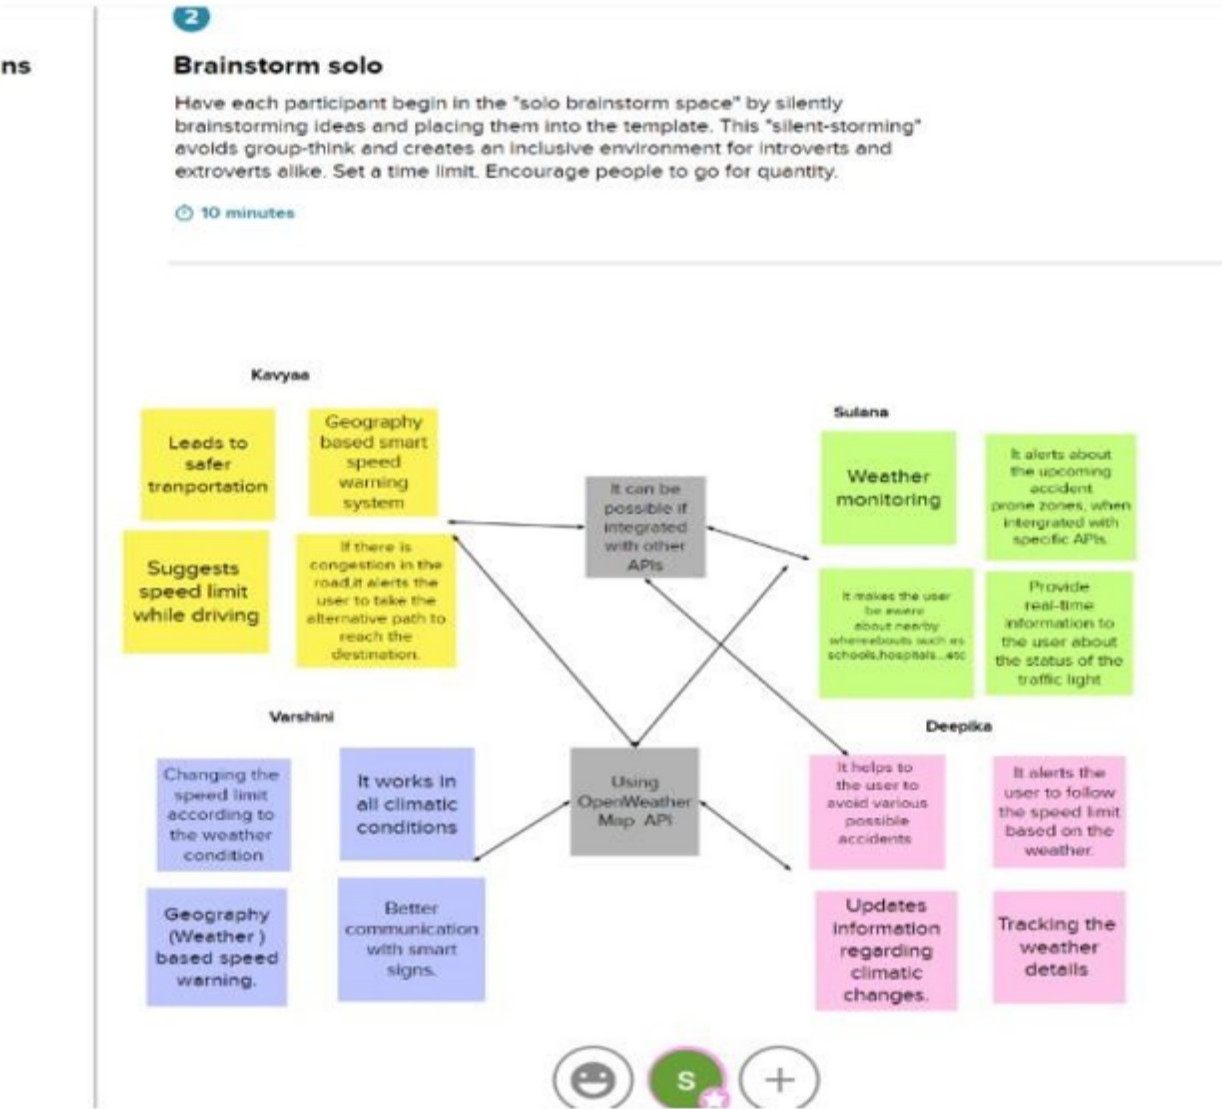 2
ns
Brainstorm solo
Have each participant begin in the "solo brainstorm space" by silently
brainstorming ideas and placing them into the template. This "silent-storming"
avoids group-think and creates an inclusive environment for introverts and
extroverts alike. Set a time limit. Encourage people to go for quantity.
10 minutes
Kavyaa
Leads to
safer
tranportation
Geography
based smart
speed
warning
system
Suggests
speed limit
while driving
If there is
congestion in the
road,it alerts the
user to take the
alternative path to
reach the
destination.
It can be
possible if
integrated
with other
APIs
Sulana
Weather
monitoring
It alerts about
the upcoming
accident
prone zones, when
intergrated with
specific APIs.
It makes the user
be aware
about nearby
whereabouts such as
schools,hospitals...etc
Provide
real-time
information to
the user about
the status of the
traffic light
Varshini
Changing the
speed limit
according to
the weather
condition
It works in
all climatic
conditions
Geography
(Weather )
based speed
warning.
Better
communication
with smart
signs.
Using
OpenWeather
Map API
Deepika
It helps to
the user to
avoid various
possible
accidents
It alerts the
user to follow
the speed limit
based on the
weather.
Updates
information
regarding
climatic
changes.
Tracking the
weather
details
S